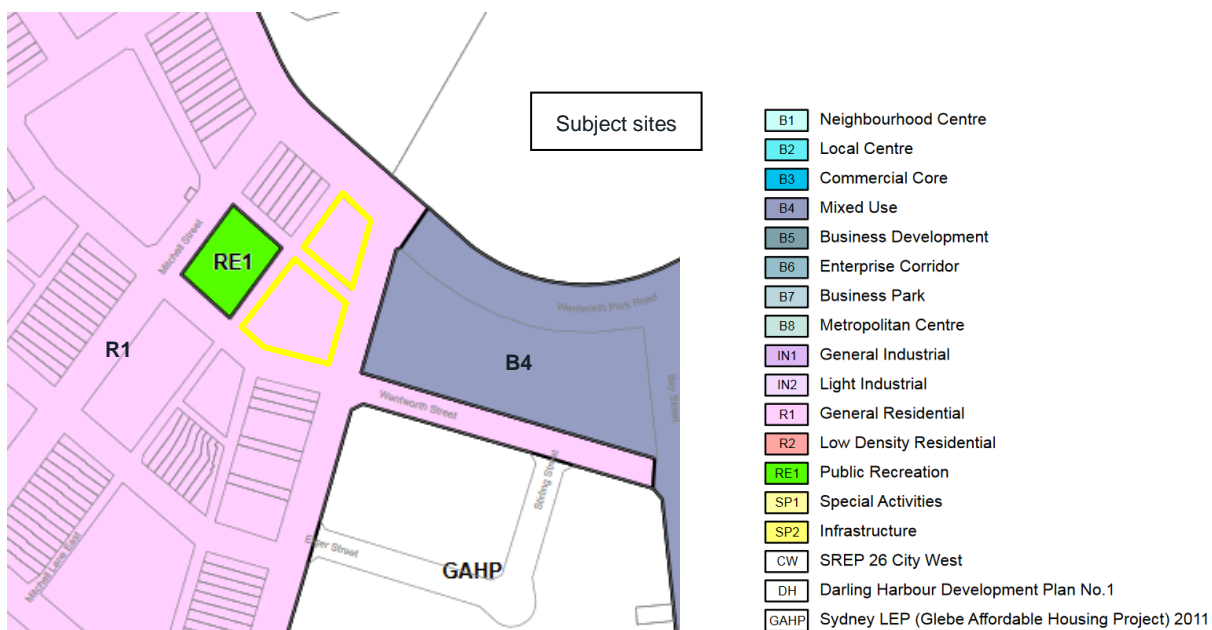 Subject sites
Mitchell Street
RE1
R1
Wentworth Park Road
B4
Bay Street
Wentworth Street
Stirling Street
Elger Street
GAHP
Mitchell Lane East
B1 Neighbourhood Centre
B2 Local Centre
B3 Commercial Core
B4 Mixed Use
B5 Business Development
B6 Enterprise Corridor
B7 Business Park
B8 Metropolitan Centre
IN1 General Industrial
IN2 Light Industrial
R1 General Residential
R2 Low Density Residential
RE1 Public Recreation
SP1 Special Activities
SP2 Infrastructure
CW SREP 26 City West
DH Darling Harbour Development Plan No.1
GAHP Sydney LEP (Glebe Affordable Housing Project) 2011